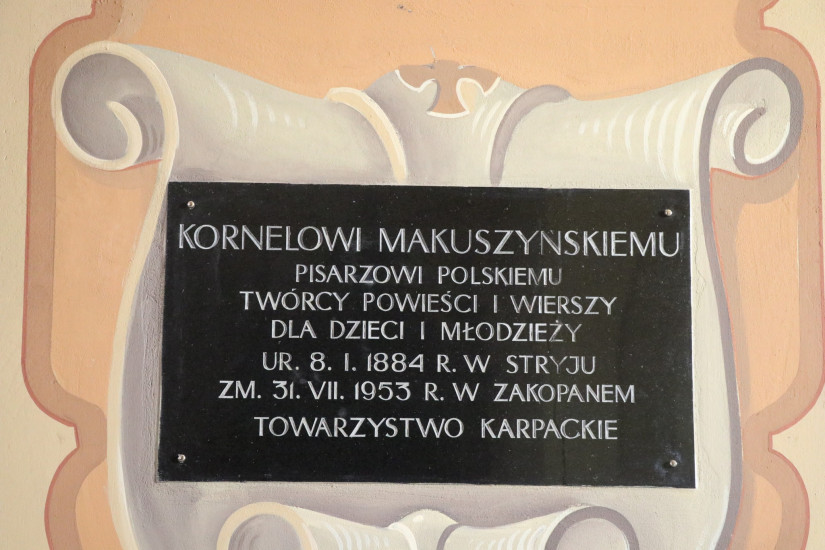 KORNELOWI MAKUSZYNSKIEMU
PISARZOWI POLSKIEMU
TWÓRCY POWIEŚCI I WIERSZY
DLA DZIECI I MŁODZIEŻY
UR. 8. I. 1884 R. W STRYJU
ZM. 31. VII. 1953 R. W ZAKOPANEM
TOWARZYSTWO KARPACKIE